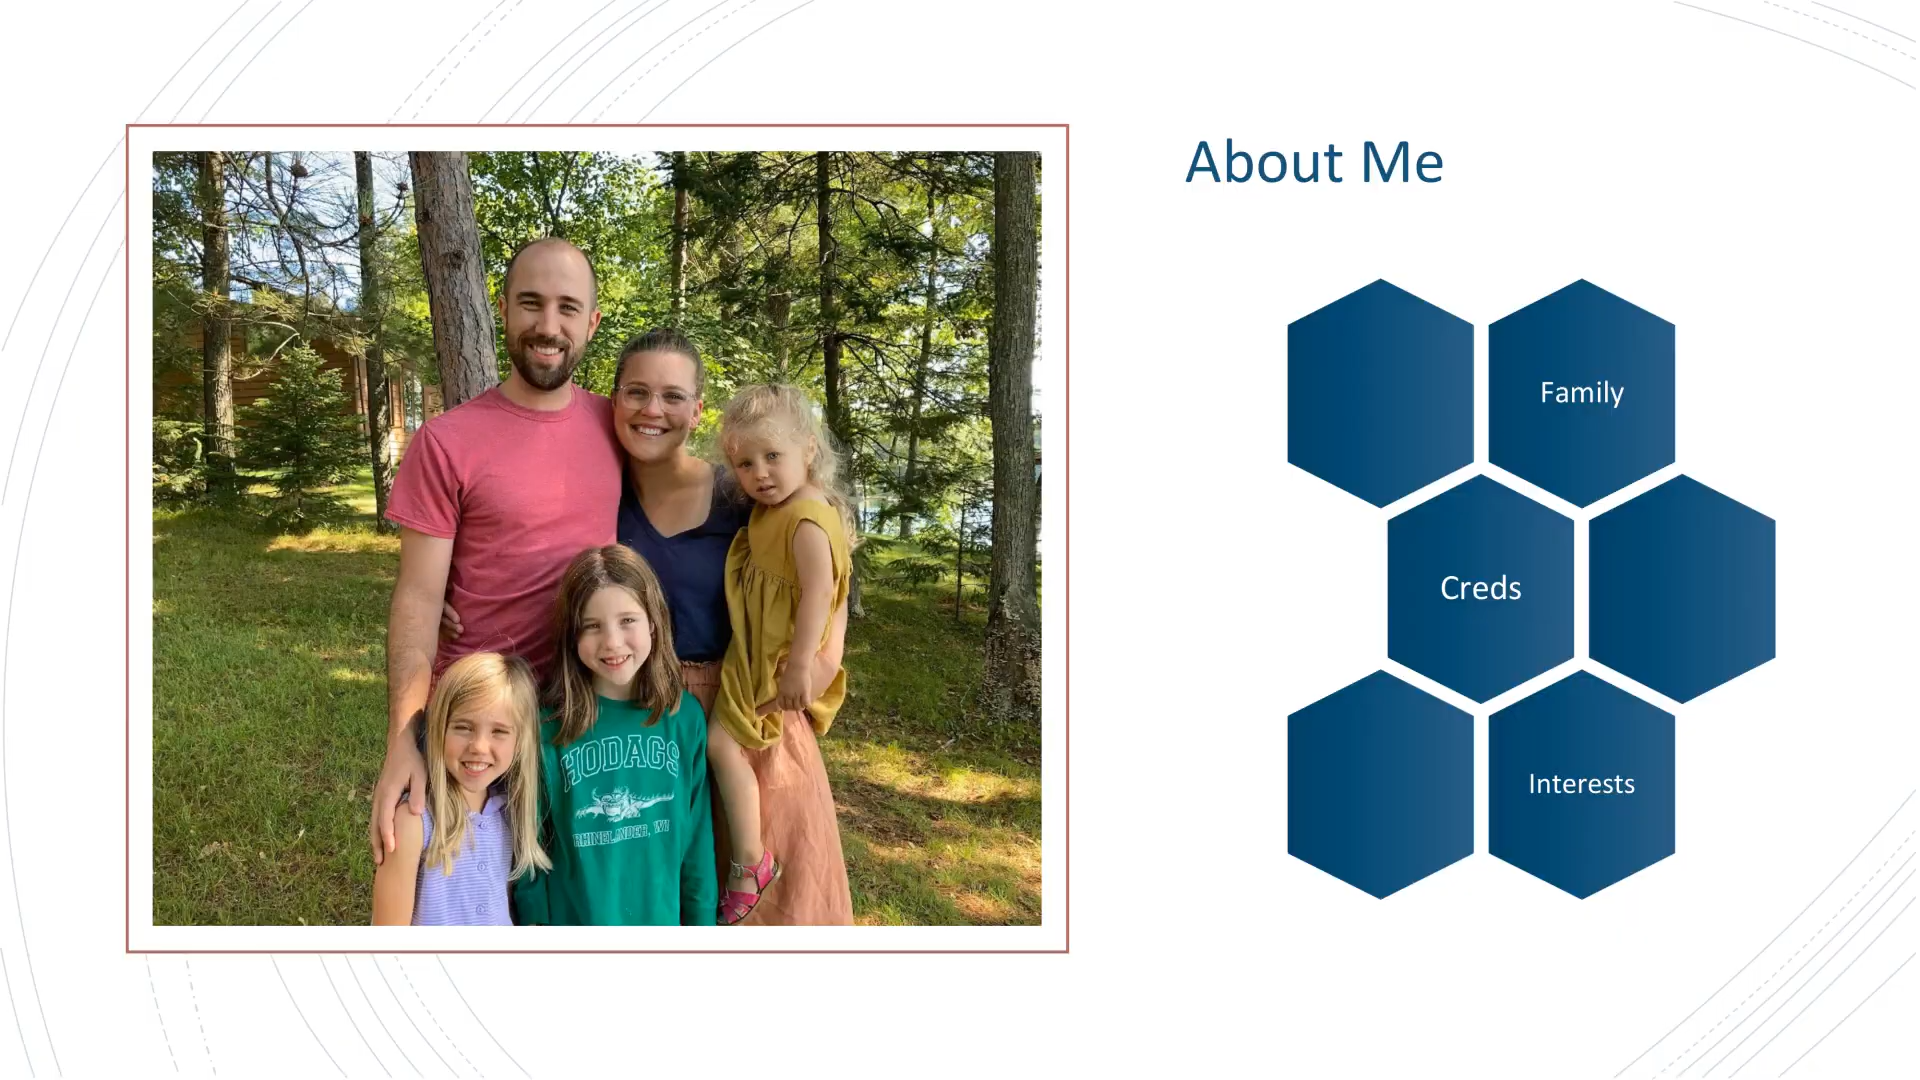 About Me
Family
Creds
Interests
HODAGS
RHINELANDER, WI